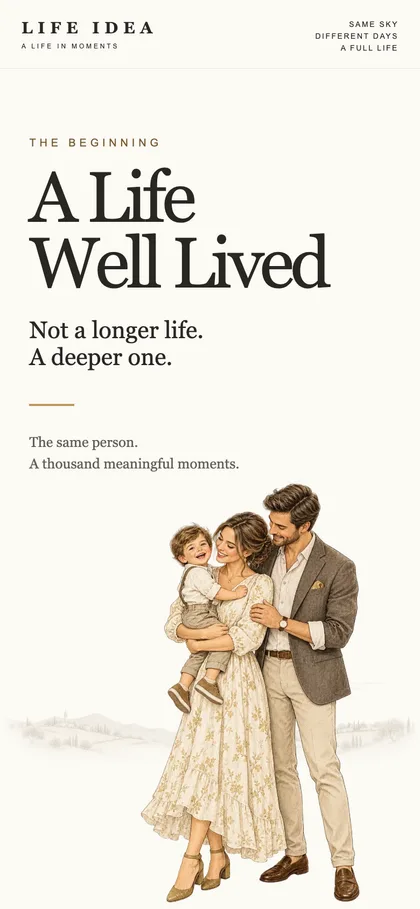 LIFE IDEA
A LIFE IN MOMENTS
SAME SKY
DIFFERENT DAYS
A FULL LIFE
THE BEGINNING
A Life
Well Lived
Not a longer life.
A deeper one.
The same person.
A thousand meaningful moments.